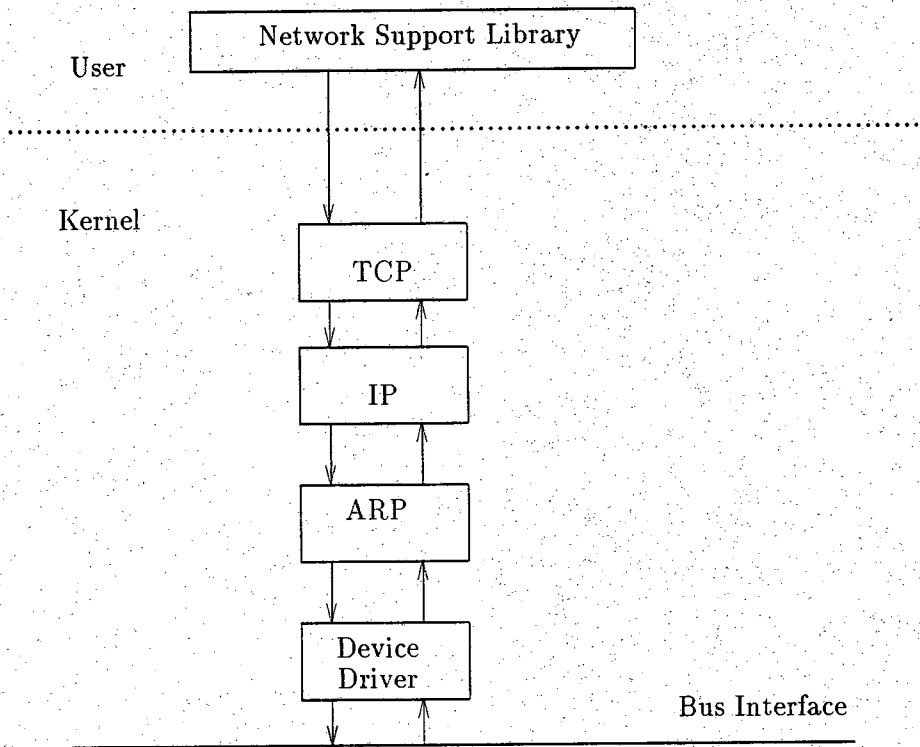 Network Support Library
User
Kernel
TCP
IP
ARP
Device
Driver
Bus Interface